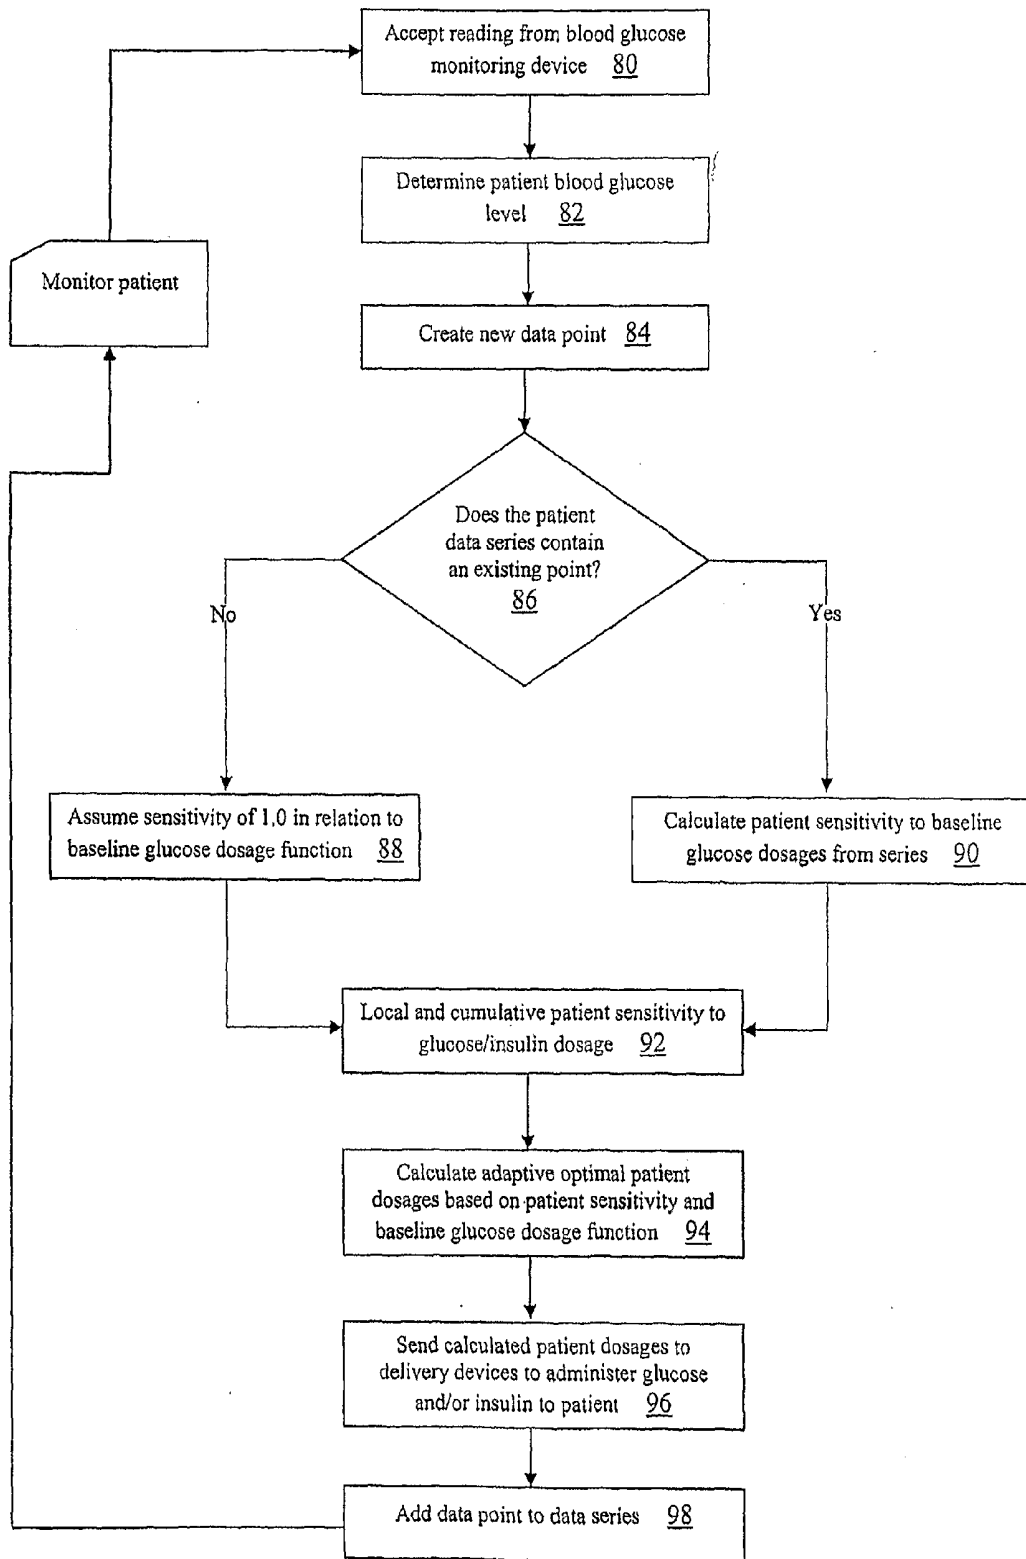 Accept reading from blood glucose
monitoring device 80
Determine patient blood glucose
level 82
Monitor patient
Create new data point 84
Does the patient
data series contain
an existing point?
86
No
Yes
Assume sensitivity of 1.0 in relation to
baseline glucose dosage function 88
Calculate patient sensitivity to baseline
glucose dosages from series 90
Local and cumulative patient sensitivity to
glucose/insulin dosage 92
Calculate adaptive optimal patient
dosages based on patient sensitivity and
baseline glucose dosage function 94
Send calculated patient dosages to
delivery devices to administer glucose
and/or insulin to patient 96
Add data point to data series 98